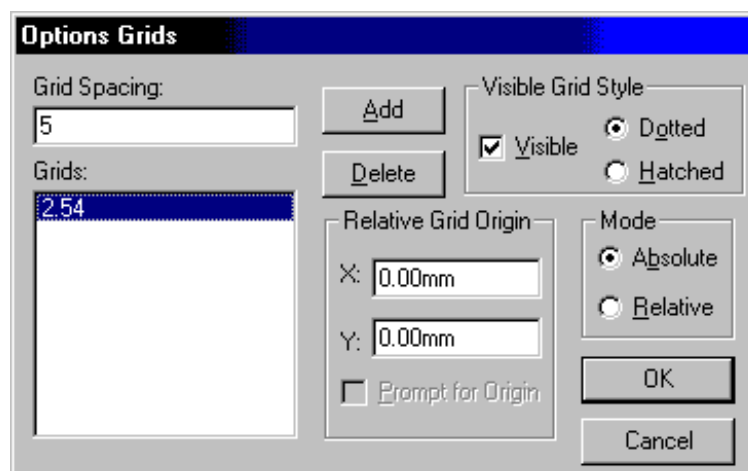 Options Grids
Grid Spacing:
5
Grids:
2.54
Add
Delete
Visible Grid Style
Visible
Dotted
Hatched
Relative Grid Origin
X: 0.00mm
Y: 0.00mm
Prompt for Origin
Mode
Absolute
Relative
OK
Cancel